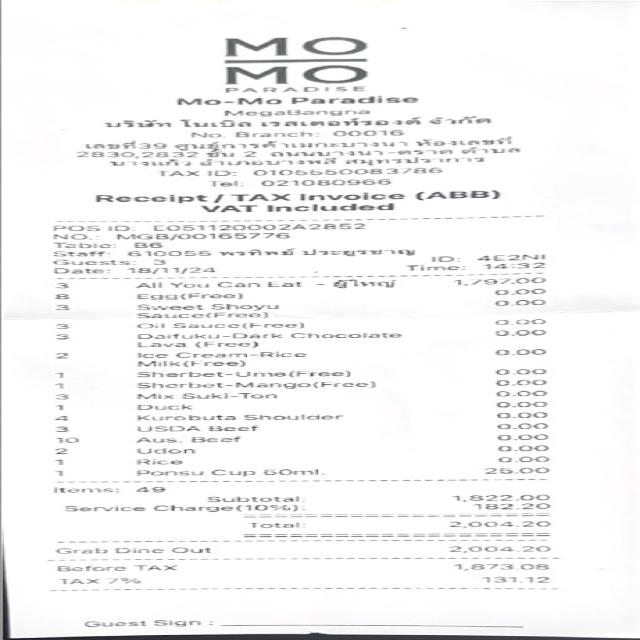 MO
MO
PARADISE
Mo-Mo Paradise
MegaBangna
บริษัท โนเบิล เรสเตอท์รองต์ จำกัด
No. Branch: 00016
เลขที่39 ศูนย์การค้าเมกะบางนา ห้องเลขที่
2830,2832 ชั้น 2 ถนนบางนา-ตราด ตำบล
บางแก้ว อำเภอบางพลี สมุทรปราการ
TAX ID: 0105550083786
Tel: 021080966
Receipt / TAX Invoice (ABB)
VAT Included
POS ID: E051120002A2852
NO.: MGB/00165776
Table: B6
Staff: 610055 พรทิพย์ ประยูรชาญ
Guests: 3 ID: 4E2NI
Date: 18/11/24 Time: 14:32
3 All You Can Eat - ผู้ใหญ่ 1,797.00
8 Egg(Free) 0.00
3 Sweet Shoyu 0.00
Sauce(Free)
3 Oil Sauce(Free) 0.00
3 Daifuku-Dark Chocolate 0.00
Lava (Free)
2 Ice Cream-Rice 0.00
Milk(Free)
1 Sherbet-Ume(Free) 0.00
1 Sherbet-Mango(Free) 0.00
3 Mix Suki-Ton 0.00
1 Duck 0.00
4 Kurobuta Shoulder 0.00
3 USDA Beef 0.00
10 Aus. Beef 0.00
2 Udon 0.00
1 Rice 0.00
1 Ponsu Cup 50ml. 25.00
Items: 49
Subtotal: 1,822.00
Service Charge(10%): 182.20
Total: 2,004.20
Grab Dine Out 2,004.20
Before TAX 1,873.08
TAX 7% 131.12
Guest Sign :